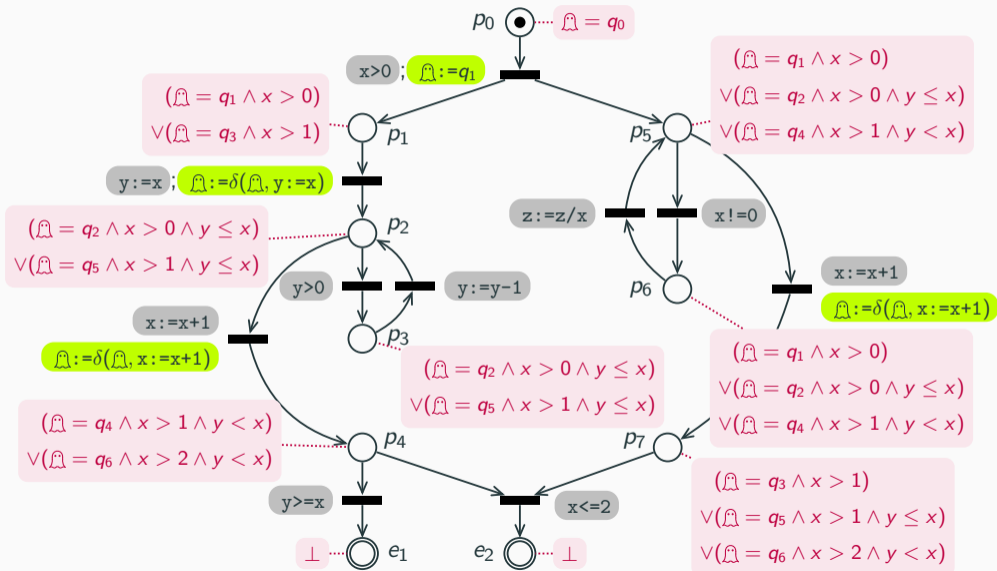 p₀
👻 = q₀
x>0 ; 👻:=q₁
(👻 = q₁ ∧ x > 0)
∨(👻 = q₃ ∧ x > 1)
p₁
(👻 = q₁ ∧ x > 0)
∨(👻 = q₂ ∧ x > 0 ∧ y ≤ x)
∨(👻 = q₄ ∧ x > 1 ∧ y < x)
p₅
y:=x ; 👻:=δ(👻, y:=x)
(👻 = q₂ ∧ x > 0 ∧ y ≤ x)
∨(👻 = q₅ ∧ x > 1 ∧ y ≤ x)
p₂
z:=z/x
x!=0
y>0
y:=y-1
p₆
x:=x+1
👻:=δ(👻, x:=x+1)
x:=x+1
👻:=δ(👻, x:=x+1)
p₃
(👻 = q₂ ∧ x > 0 ∧ y ≤ x)
∨(👻 = q₅ ∧ x > 1 ∧ y ≤ x)
(👻 = q₁ ∧ x > 0)
∨(👻 = q₂ ∧ x > 0 ∧ y ≤ x)
∨(👻 = q₄ ∧ x > 1 ∧ y < x)
(👻 = q₄ ∧ x > 1 ∧ y < x)
∨(👻 = q₆ ∧ x > 2 ∧ y < x)
p₄
p₇
y>=x
x<=2
(👻 = q₃ ∧ x > 1)
∨(👻 = q₅ ∧ x > 1 ∧ y ≤ x)
∨(👻 = q₆ ∧ x > 2 ∧ y < x)
⊥
e₁
e₂
⊥